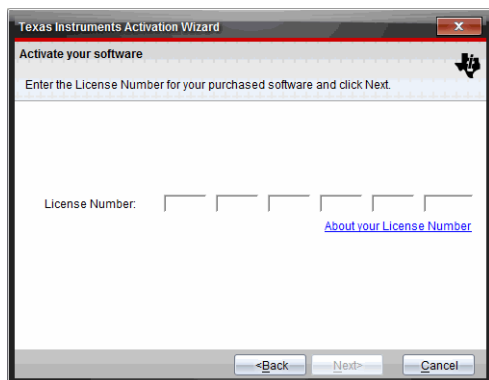 Texas Instruments Activation Wizard
Activate your software
Enter the License Number for your purchased software and click Next.
License Number:
About your License Number
<Back Next> Cancel